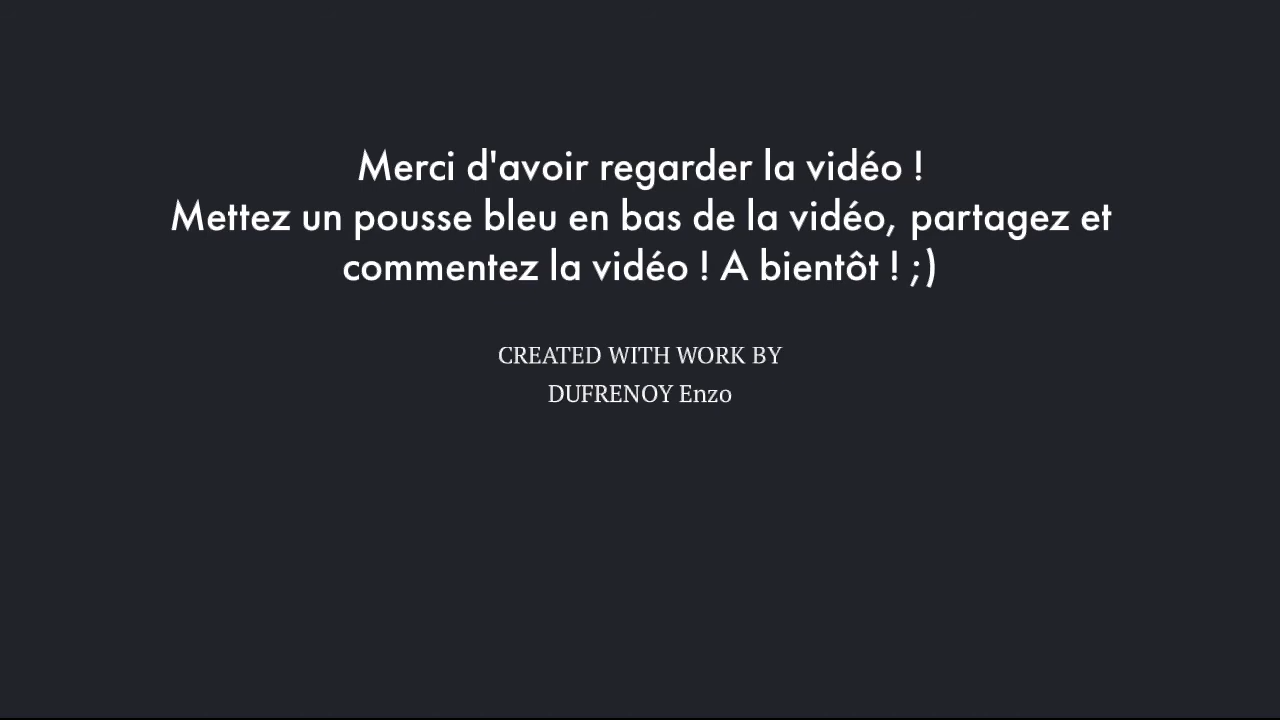 Merci d'avoir regarder la vidéo !
Mettez un pousse bleu en bas de la vidéo, partagez et
commentez la vidéo ! A bientôt ! ;)
CREATED WITH WORK BY
DUFRENOY Enzo